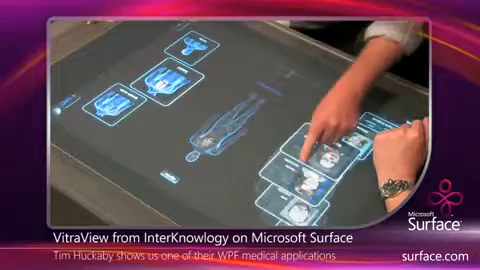 VitraView from InterKnowlogy on Microsoft Surface
Tim Huckaby shows us one of their WPF medical applications
Microsoft®
Surface™
surface.com